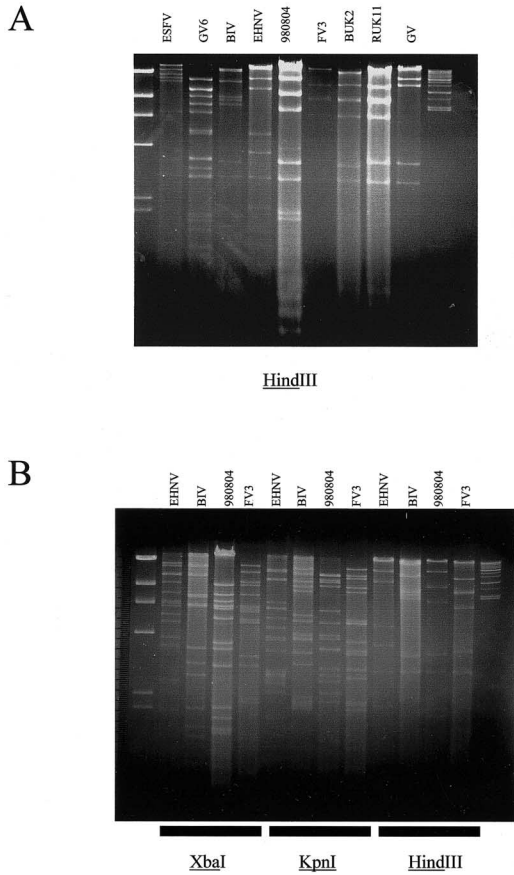 A
ESFV GV6 BIV EHNV 980804 FV3 BUK2 RUK11 GV
HindIII
B
EHNV BIV 980804 FV3 EHNV BIV 980804 FV3 EHNV BIV 980804 FV3
XbaI KpnI HindIII